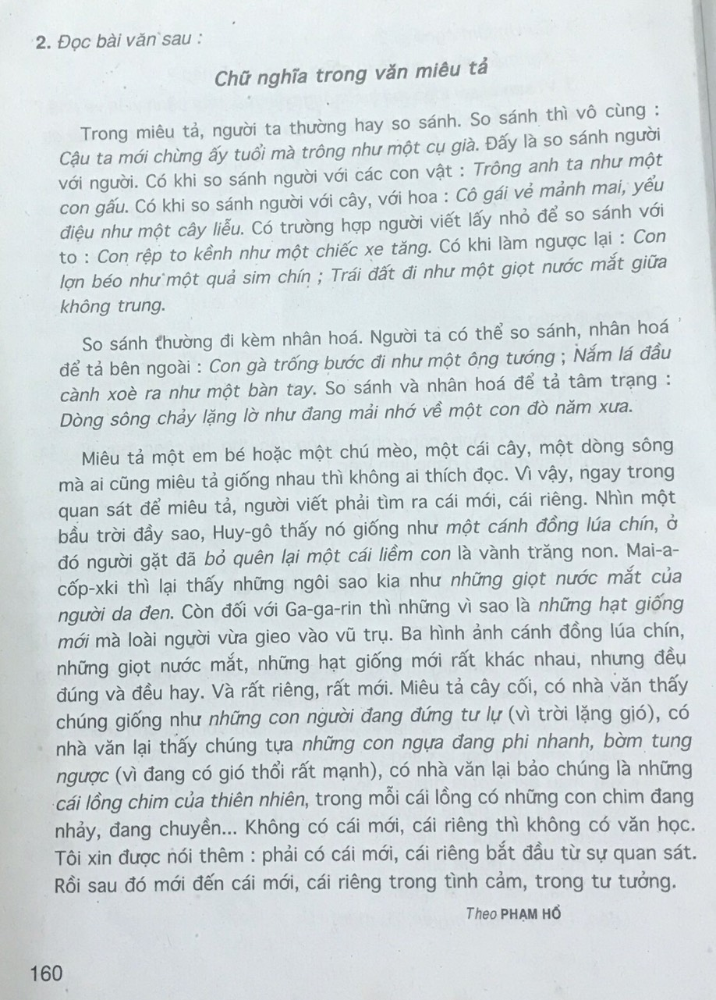 2. Đọc bài văn sau :
Chữ nghĩa trong văn miêu tả
Trong miêu tả, người ta thường hay so sánh. So sánh thì vô cùng :
Cậu ta mới chừng ấy tuổi mà trông như một cụ già. Đấy là so sánh người
với người. Có khi so sánh người với các con vật : Trông anh ta như một
con gấu. Có khi so sánh người với cây, với hoa : Cô gái vẻ mảnh mai, yểu
điệu như một cây liễu. Có trường hợp người viết lấy nhỏ để so sánh với
to : Con rệp to kềnh như một chiếc xe tăng. Có khi làm ngược lại : Con
lợn béo như một quả sim chín ; Trái đất đi như một giọt nước mắt giữa
không trung.
So sánh thường đi kèm nhân hoá. Người ta có thể so sánh, nhân hoá
để tả bên ngoài : Con gà trống bước đi như một ông tướng ; Nắm lá đầu
cành xoè ra như một bàn tay. So sánh và nhân hoá để tả tâm trạng :
Dòng sông chảy lặng lờ như đang mải nhớ về một con đò năm xưa.
Miêu tả một em bé hoặc một chú mèo, một cái cây, một dòng sông
mà ai cũng miêu tả giống nhau thì không ai thích đọc. Vì vậy, ngay trong
quan sát để miêu tả, người viết phải tìm ra cái mới, cái riêng. Nhìn một
bầu trời đầy sao, Huy-gô thấy nó giống như một cánh đồng lúa chín, ở
đó người gặt đã bỏ quên lại một cái liềm con là vành trăng non. Mai-a-
cốp-xki thì lại thấy những ngôi sao kia như những giọt nước mắt của
người da đen. Còn đối với Ga-ga-rin thì những vì sao là những hạt giống
mới mà loài người vừa gieo vào vũ trụ. Ba hình ảnh cánh đồng lúa chín,
những giọt nước mắt, những hạt giống mới rất khác nhau, nhưng đều
đúng và đều hay. Và rất riêng, rất mới. Miêu tả cây cối, có nhà văn thấy
chúng giống như những con người đang đứng tư lự (vì trời lặng gió), có
nhà văn lại thấy chúng tựa những con ngựa đang phi nhanh, bờm tung
ngược (vì đang có gió thổi rất mạnh), có nhà văn lại bảo chúng là những
cái lồng chim của thiên nhiên, trong mỗi cái lồng có những con chim đang
nhảy, đang chuyền... Không có cái mới, cái riêng thì không có văn học.
Tôi xin được nói thêm : phải có cái mới, cái riêng bắt đầu từ sự quan sát.
Rồi sau đó mới đến cái mới, cái riêng trong tình cảm, trong tư tưởng.
Theo PHẠM HỔ
160